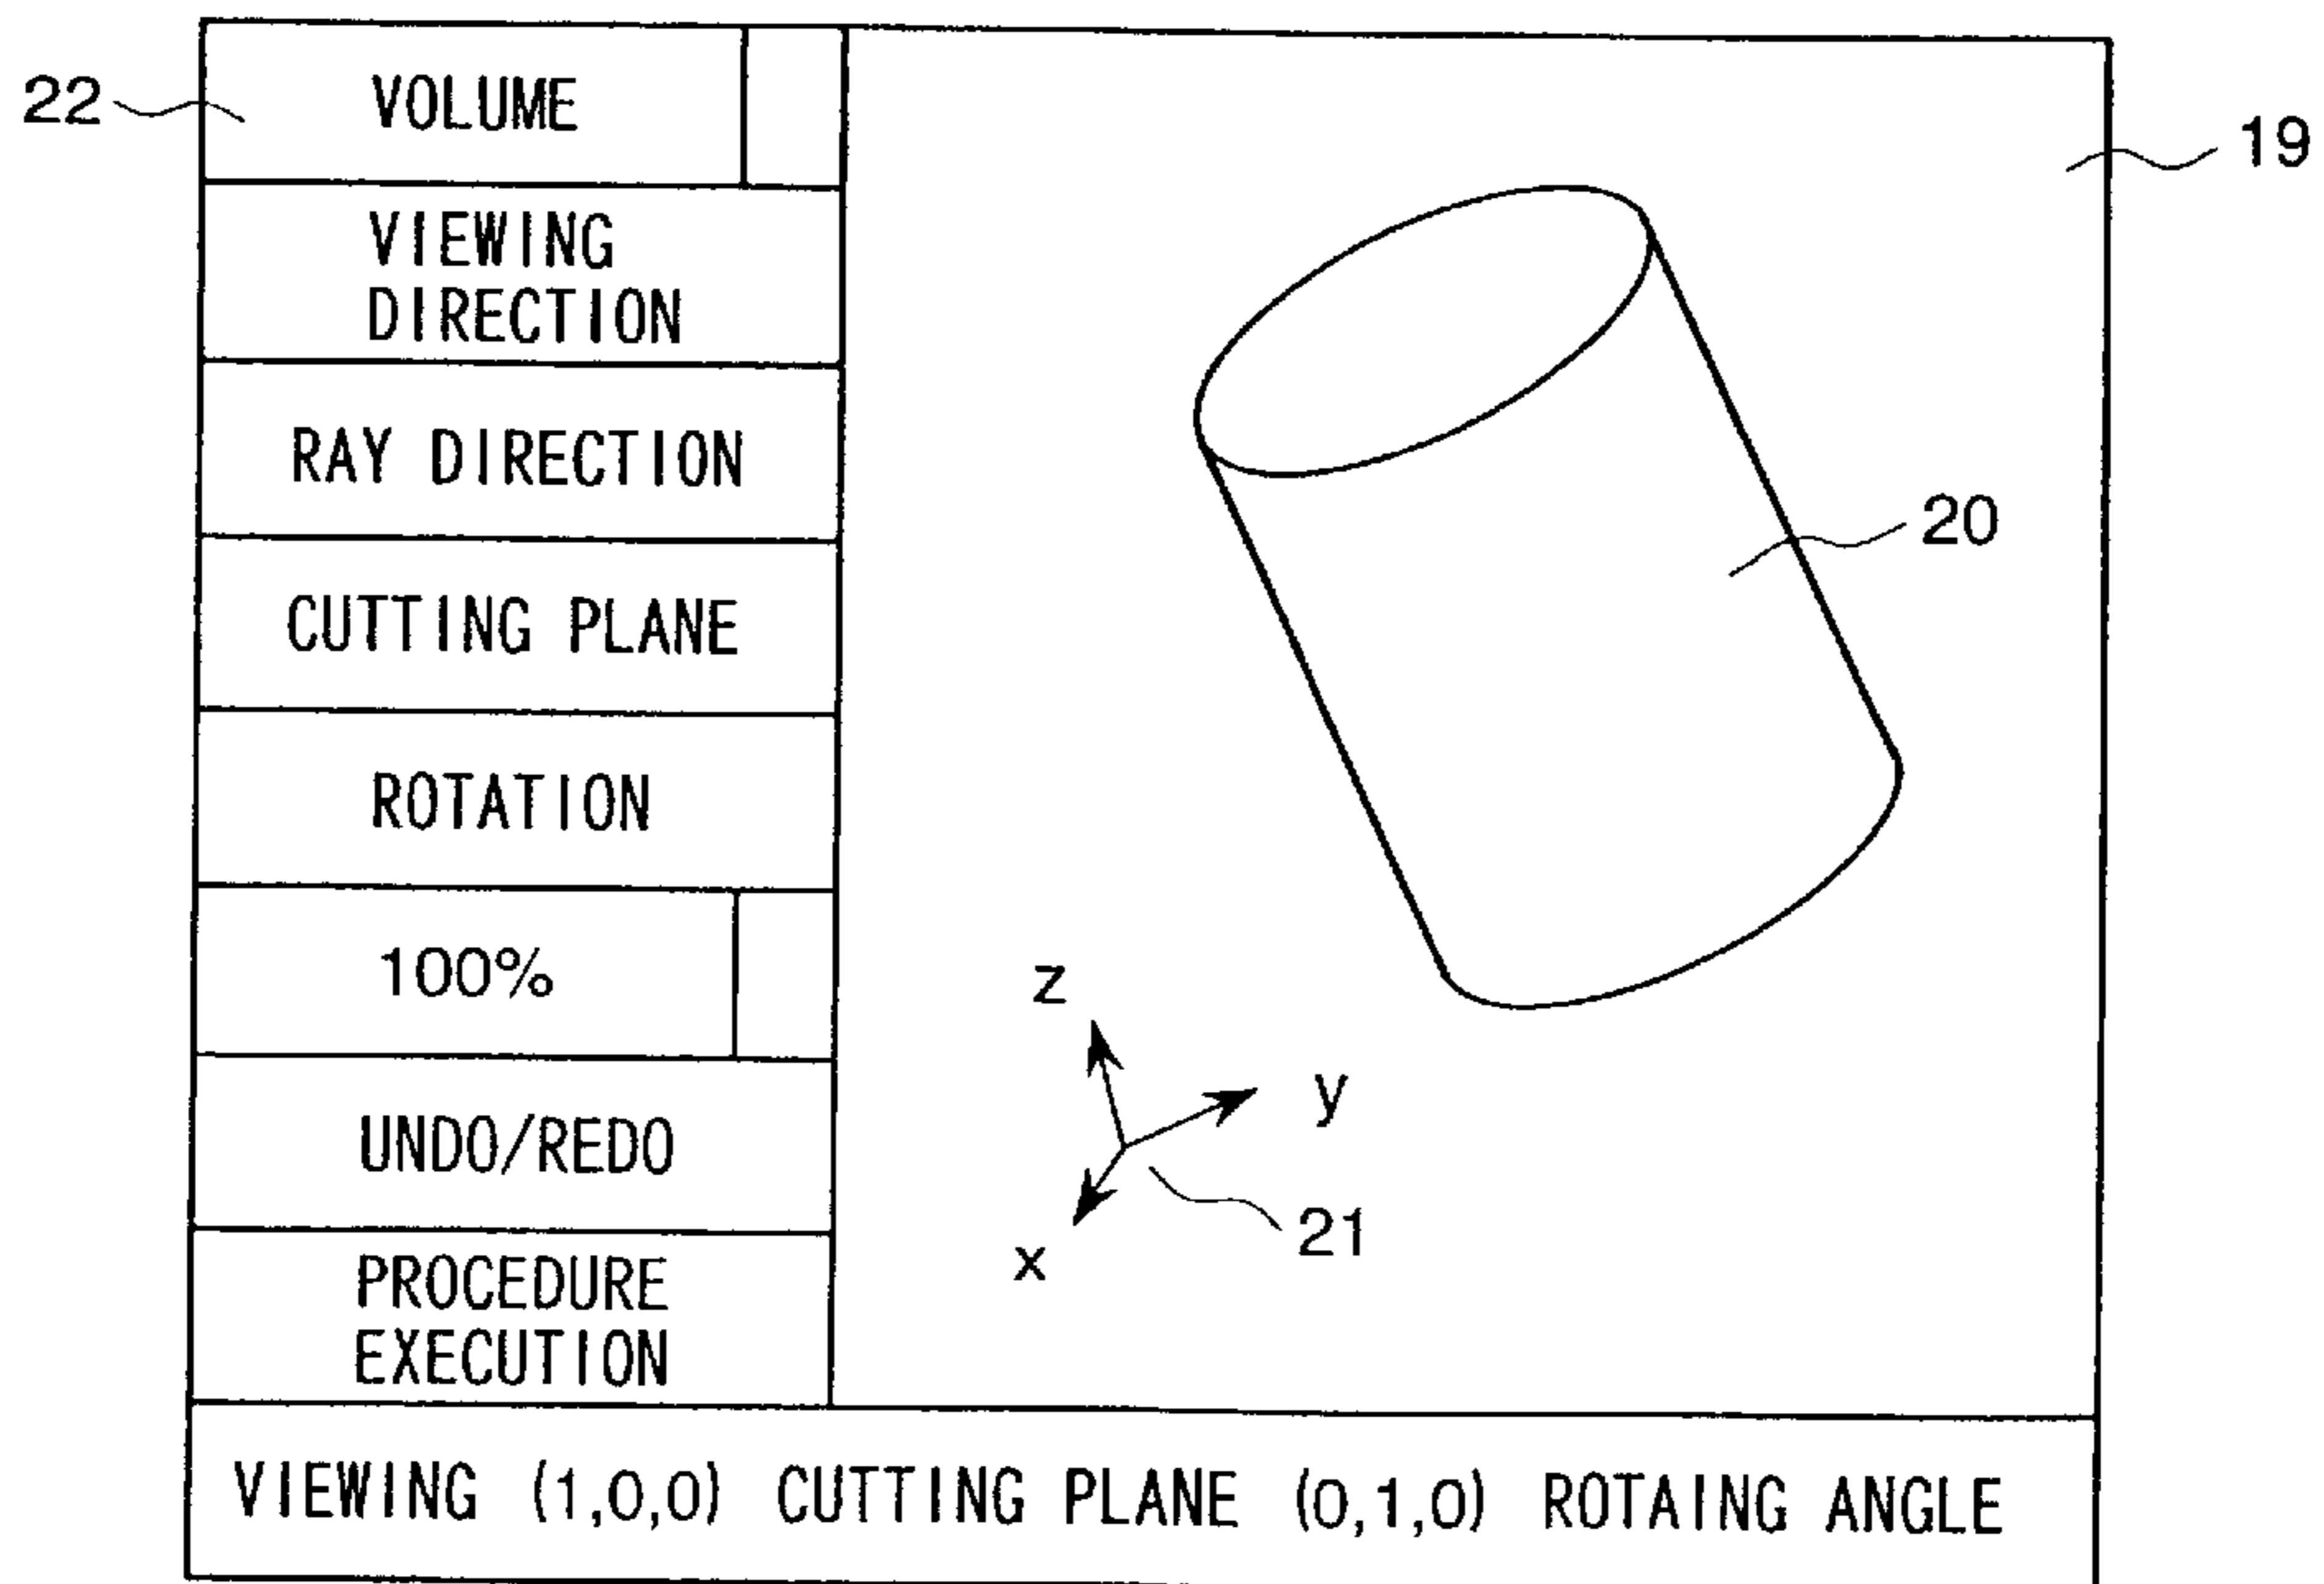 22
VOLUME
VIEWING
DIRECTION
RAY DIRECTION
CUTTING PLANE
ROTATION
100%
UNDO/REDO
PROCEDURE
EXECUTION
19
20
z
y
x
21
VIEWING (1,0,0) CUTTING PLANE (0,1,0) ROTAING ANGLE